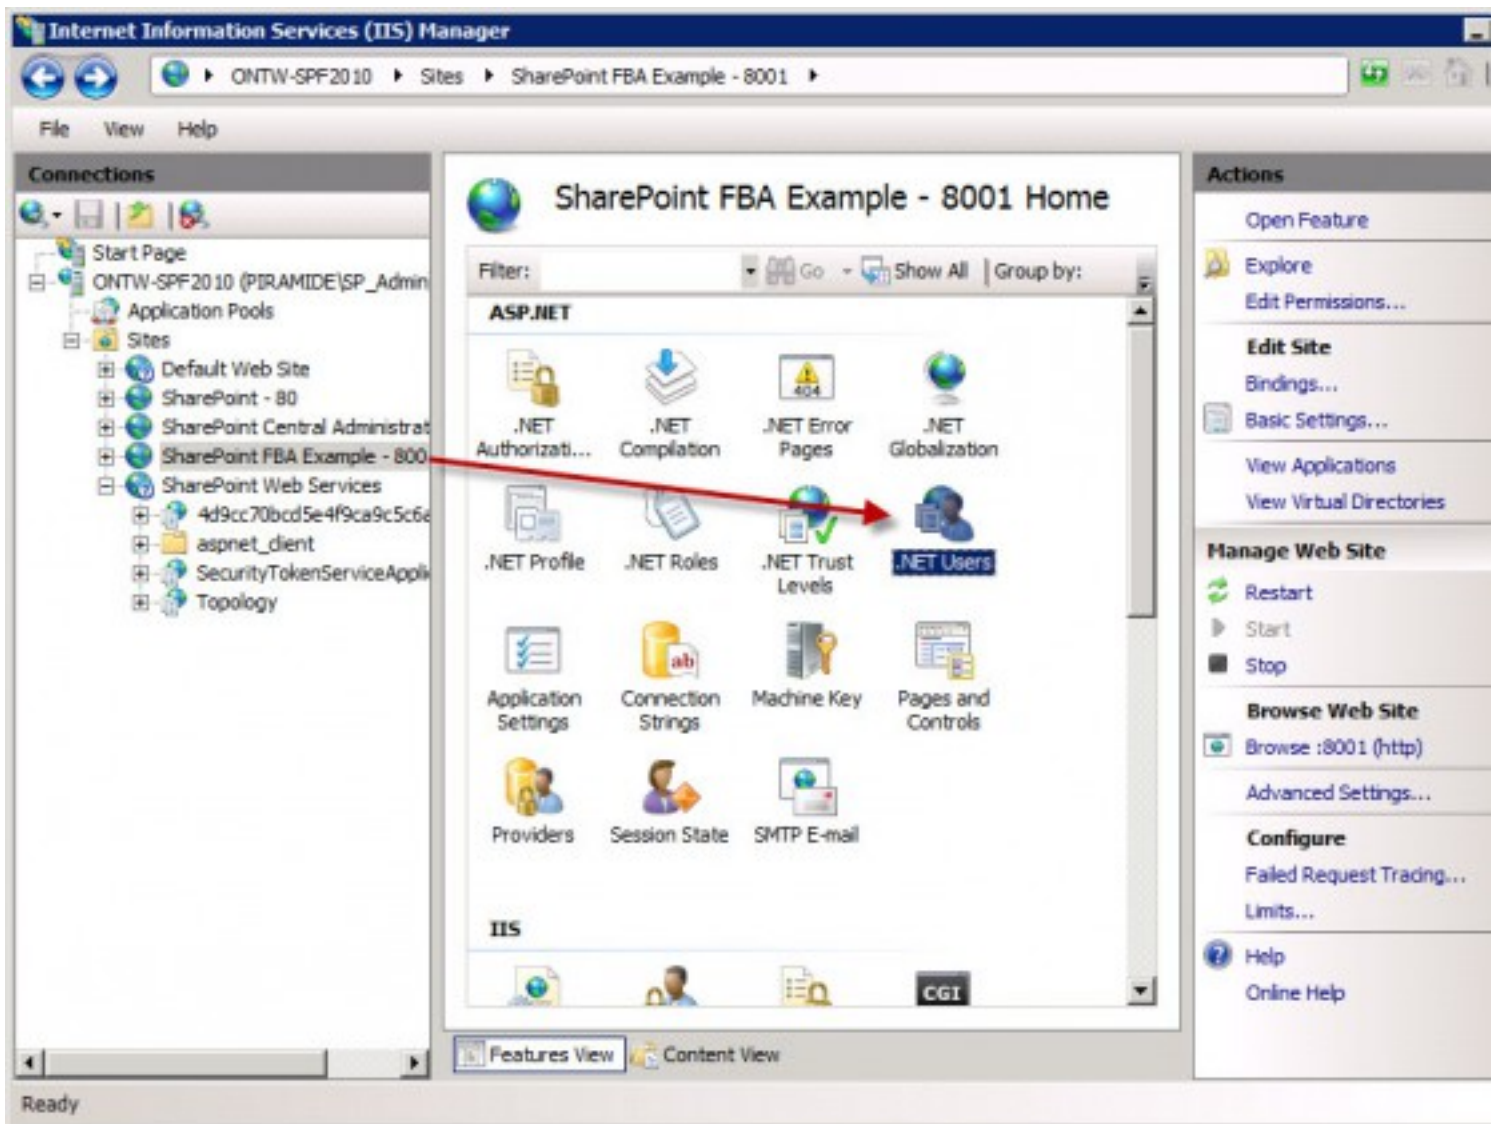 Internet Information Services (IIS) Manager
ONTW-SPF2010 Sites SharePoint FBA Example - 8001
File View Help
Connections
Start Page
ONTW-SPF2010 (PIRAMIDE\SP_Admin
Application Pools
Sites
Default Web Site
SharePoint - 80
SharePoint Central Administrat
SharePoint FBA Example - 800
SharePoint Web Services
4d9cc70bcd5e4f9ca9c5c6a
aspnet_client
SecurityTokenServiceAppli
Topology
SharePoint FBA Example - 8001 Home
Filter: Go Show All Group by:
ASP.NET
.NET Authorizati...
.NET Compilation
.NET Error Pages
.NET Globalization
.NET Profile
.NET Roles
.NET Trust Levels
.NET Users
Application Settings
Connection Strings
Machine Key
Pages and Controls
Providers
Session State
SMTP E-mail
IIS
CGI
Features View Content View
Actions
Open Feature
Explore
Edit Permissions...
Edit Site
Bindings...
Basic Settings...
View Applications
View Virtual Directories
Manage Web Site
Restart
Start
Stop
Browse Web Site
Browse :8001 (http)
Advanced Settings...
Configure
Failed Request Tracing...
Limits...
Help
Online Help
Ready